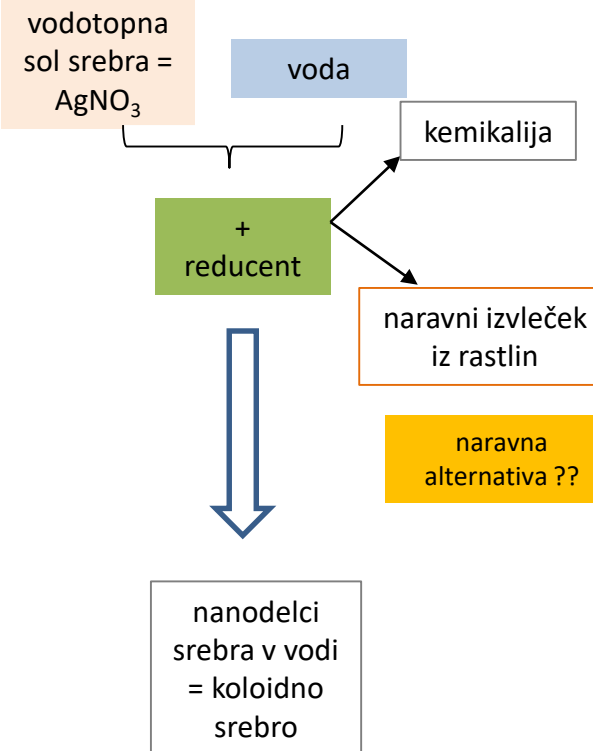 vodotopna
sol srebra =
AgNO₃
voda
kemikalija
+
reducent
naravni izvleček
iz rastlin
naravna
alternativa ??
nanodelci
srebra v vodi
= koloidno
srebro